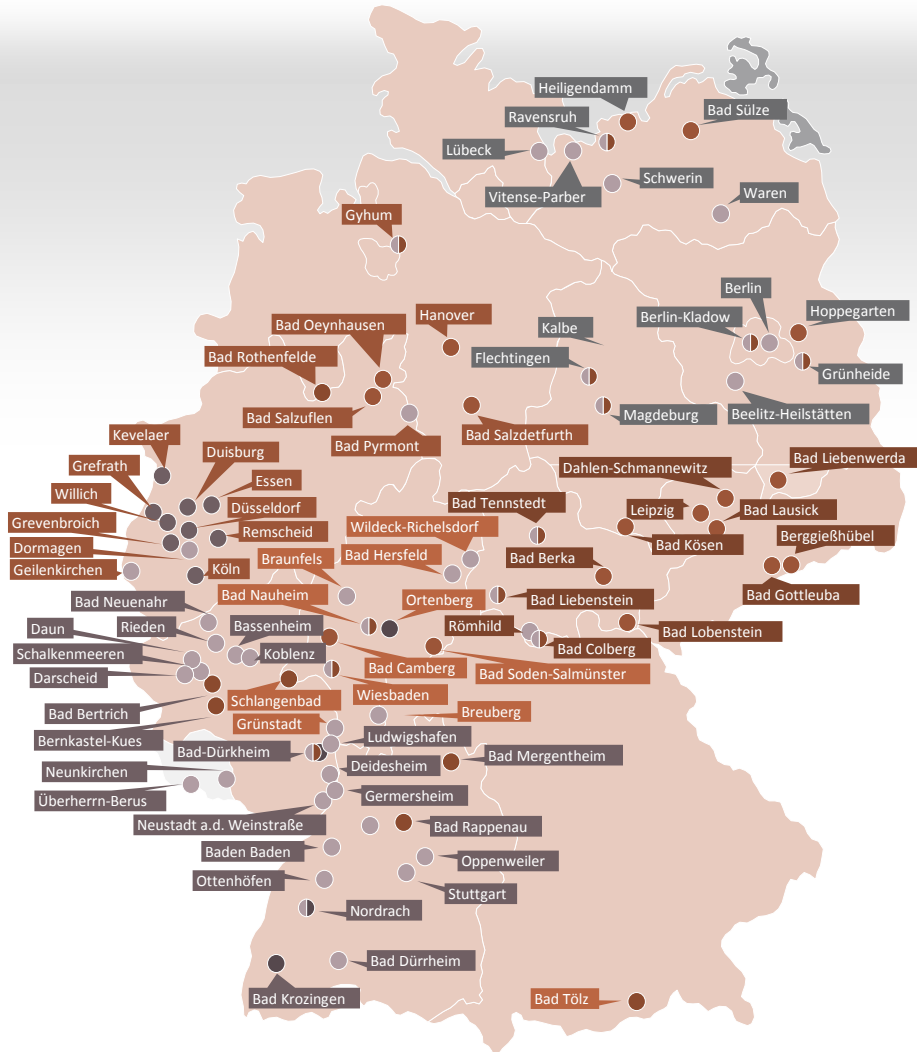 Heiligendamm
Ravensruh
Bad Sülze
Lübeck
Schwerin
Vitense-Parber
Waren
Gyhum
Berlin
Hanover
Bad Oeynhausen
Kalbe
Berlin-Kladow
Hoppegarten
Bad Rothenfelde
Flechtingen
Grünheide
Bad Salzuflen
Magdeburg
Beelitz-Heilstätten
Bad Pyrmont
Bad Salzdetfurth
Kevelaer
Duisburg
Bad Liebenwerda
Grefrath
Dahlen-Schmannewitz
Essen
Willich
Bad Tennstedt
Düsseldorf
Leipzig
Bad Lausick
Grevenbroich
Wildeck-Richelsdorf
Remscheid
Bad Kösen
Berggießhübel
Dormagen
Bad Hersfeld
Braunfels
Bad Berka
Geilenkirchen
Köln
Bad Nauheim
Ortenberg
Bad Liebenstein
Bad Gottleuba
Bad Neuenahr
Rieden
Bassenheim
Römhild
Daun
Bad Lobenstein
Schalkenmeeren
Koblenz
Bad Colberg
Darscheid
Bad Camberg
Bad Soden-Salmünster
Schlangenbad
Wiesbaden
Bad Bertrich
Breuberg
Grünstadt
Bernkastel-Kues
Ludwigshafen
Bad-Dürkheim
Bad Mergentheim
Neunkirchen
Deidesheim
Überherrn-Berus
Germersheim
Neustadt a.d. Weinstraße
Bad Rappenau
Baden Baden
Oppenweiler
Ottenhöfen
Stuttgart
Nordrach
Bad Dürrheim
Bad Krozingen
Bad Tölz